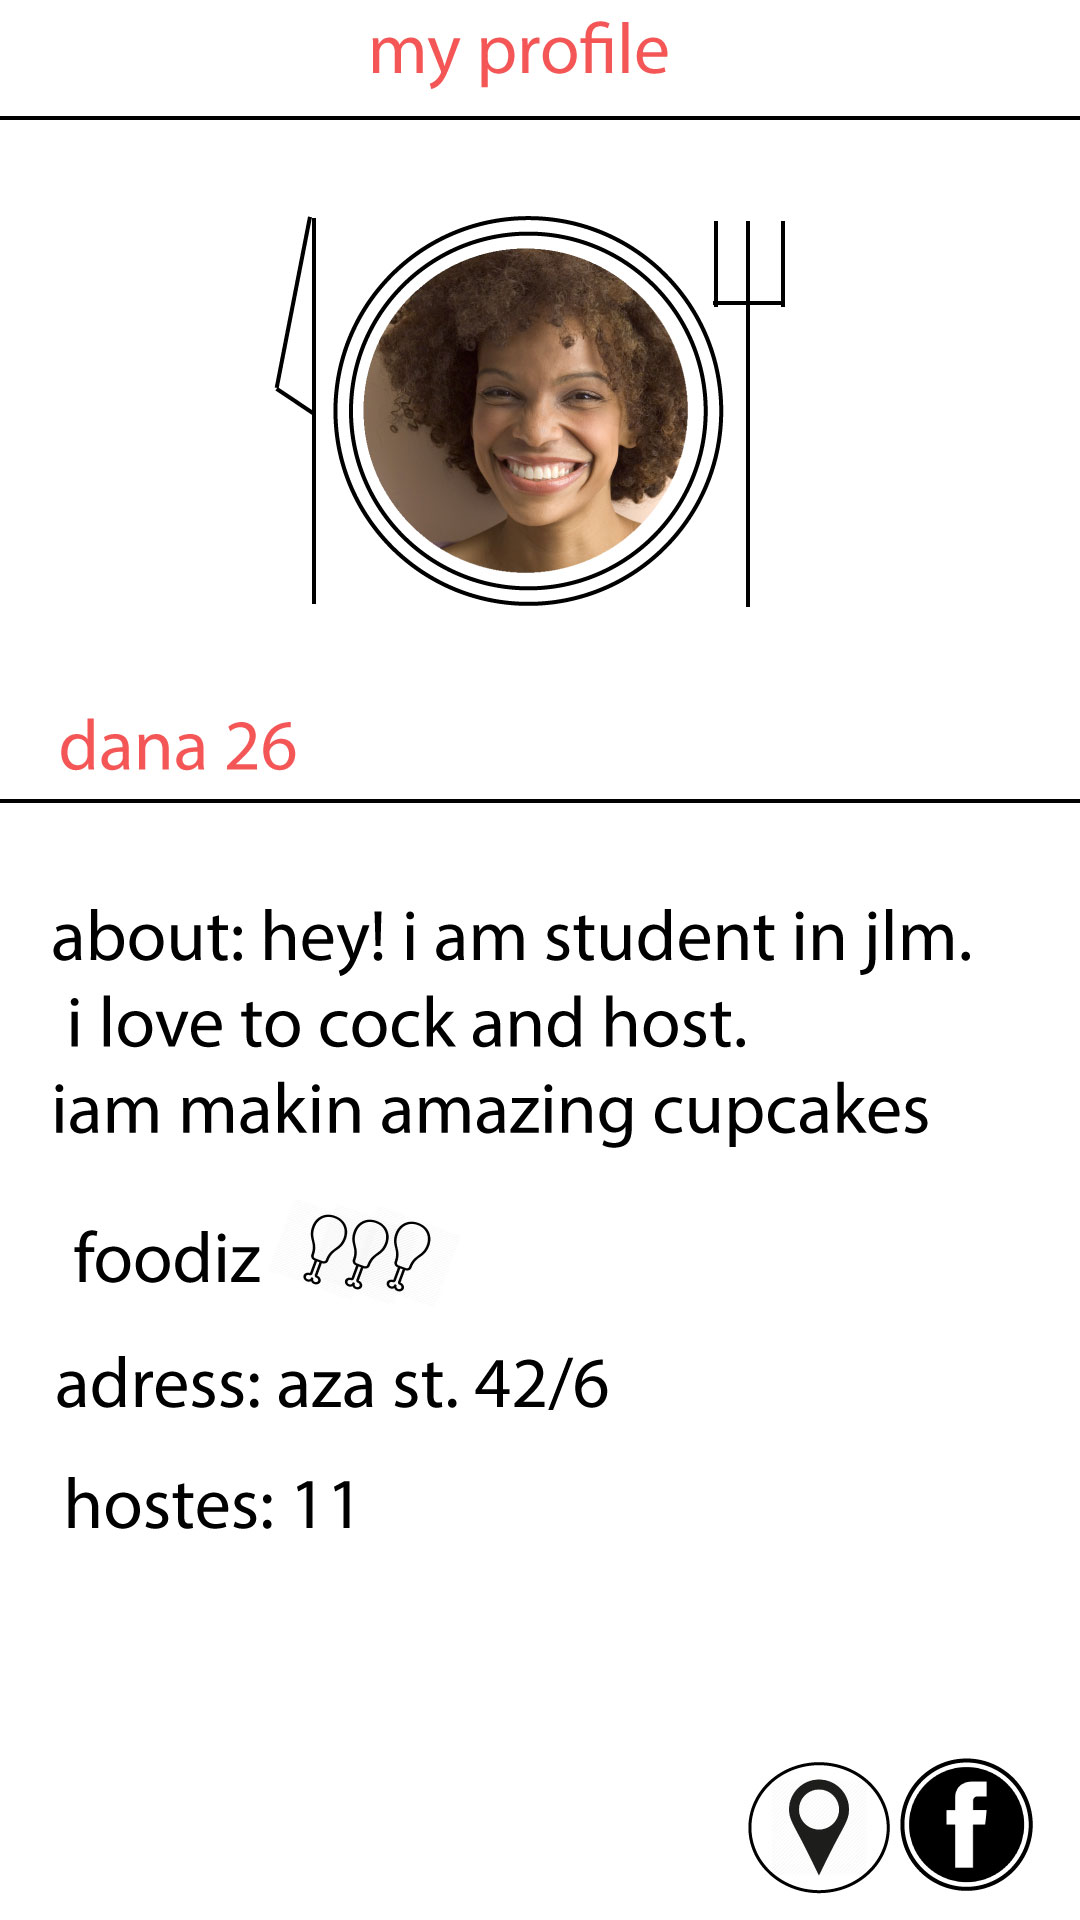 my profile
dana 26
about: hey! i am student in jlm.
i love to cock and host.
iam makin amazing cupcakes
foodiz
adress: aza st. 42/6
hostes: 11
f